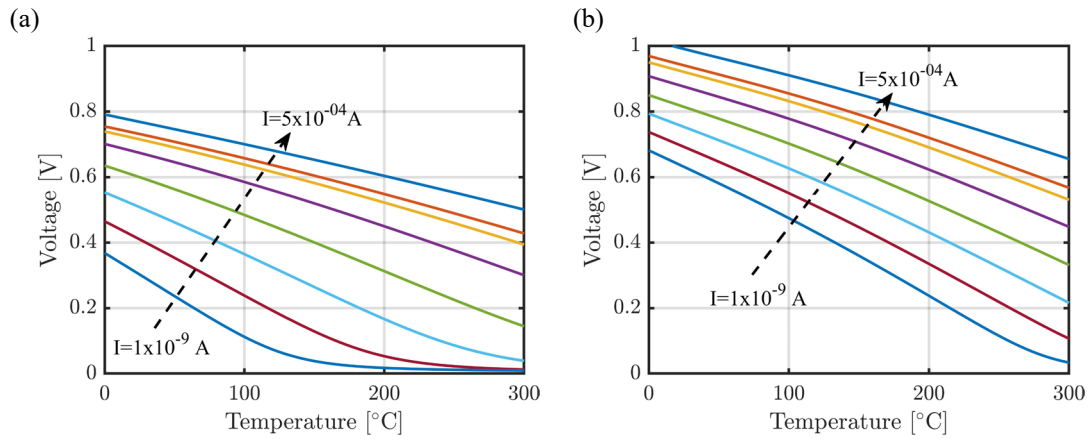 (a)
1
0.8
0.6
0.4
0.2
0
Voltage [V]
I=5x10⁻⁰⁴A
I=1x10⁻⁹ A
0 100 200 300
Temperature [°C]
(b)
1
0.8
0.6
0.4
0.2
0
Voltage [V]
I=5x10⁻⁰⁴A
I=1x10⁻⁹ A
0 100 200 300
Temperature [°C]